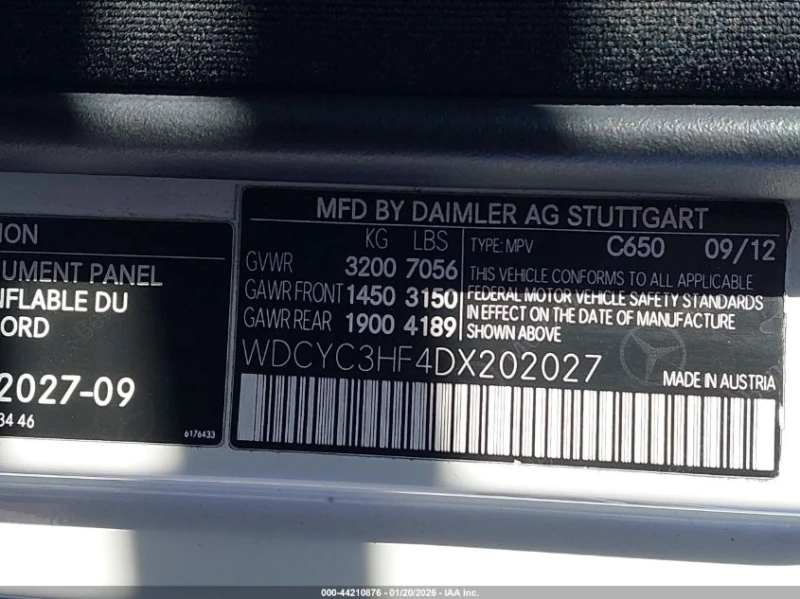 ION
UMENT PANEL
NFLABLE DU
ORD
2027-09
34 46
6176433
MFD BY DAIMLER AG STUTTGART
KG LBS
GVWR 3200 7056
GAWR FRONT 1450 3150
GAWR REAR 1900 4189
TYPE: MPV C650 09/12
THIS VEHICLE CONFORMS TO ALL APPLICABLE
FEDERAL MOTOR VEHICLE SAFETY STANDARDS
IN EFFECT ON THE DATE OF MANUFACTURE
SHOWN ABOVE
WDCYC3HF4DX202027
MADE IN AUSTRIA
000-44210876 - 01/20/2026 - IAA Inc.